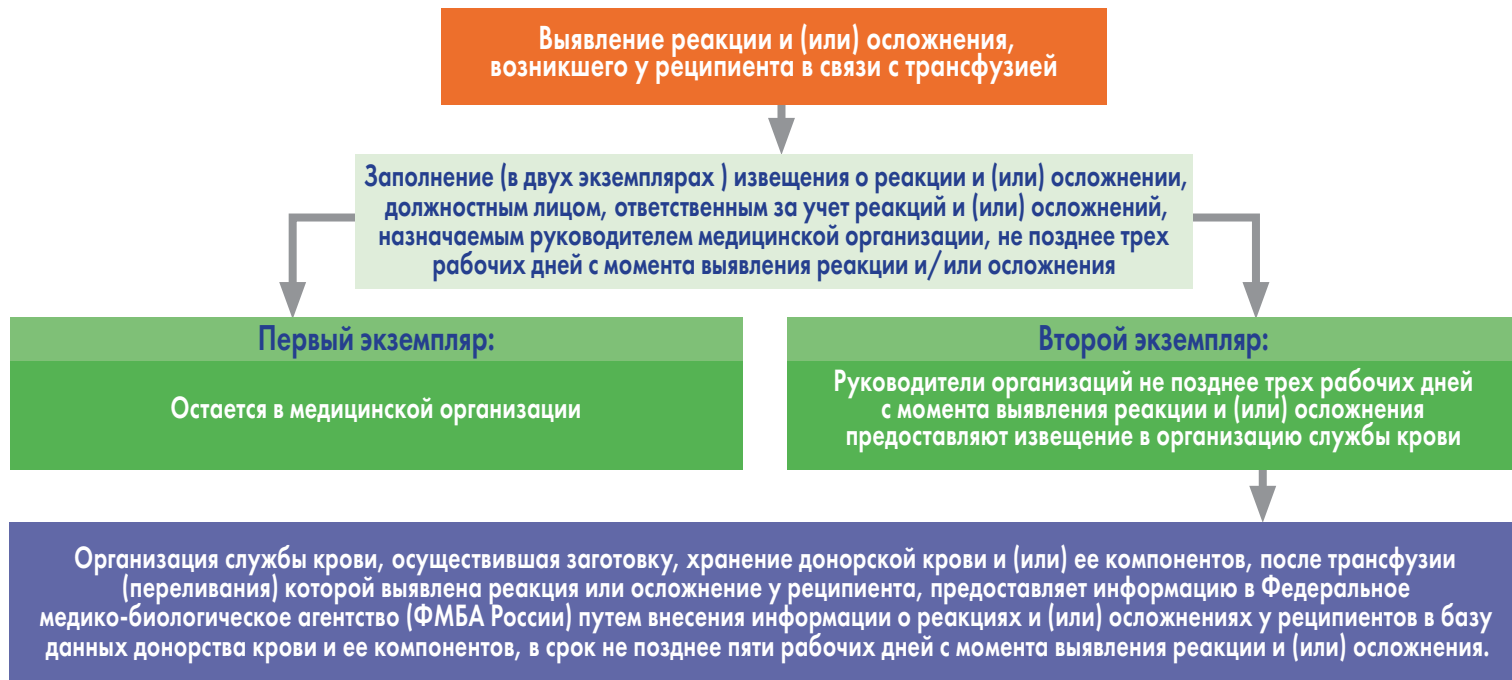 Выявление реакции и (или) осложнения,
возникшего у реципиента в связи с трансфузией
Заполнение (в двух экземплярах ) извещения о реакции и (или) осложнении,
должностным лицом, ответственным за учет реакций и (или) осложнений,
назначаемым руководителем медицинской организации, не позднее трех
рабочих дней с момента выявления реакции и/или осложнения
Первый экземпляр:
Остается в медицинской организации
Второй экземпляр:
Руководители организаций не позднее трех рабочих дней
с момента выявления реакции и (или) осложнения
предоставляют извещение в организацию службы крови
Организация службы крови, осуществившая заготовку, хранение донорской крови и (или) ее компонентов, после трансфузии
(переливания) которой выявлена реакция или осложнение у реципиента, предоставляет информацию в Федеральное
медико-биологическое агентство (ФМБА России) путем внесения информации о реакциях и (или) осложнениях у реципиентов в базу
данных донорства крови и ее компонентов, в срок не позднее пяти рабочих дней с момента выявления реакции и (или) осложнения.